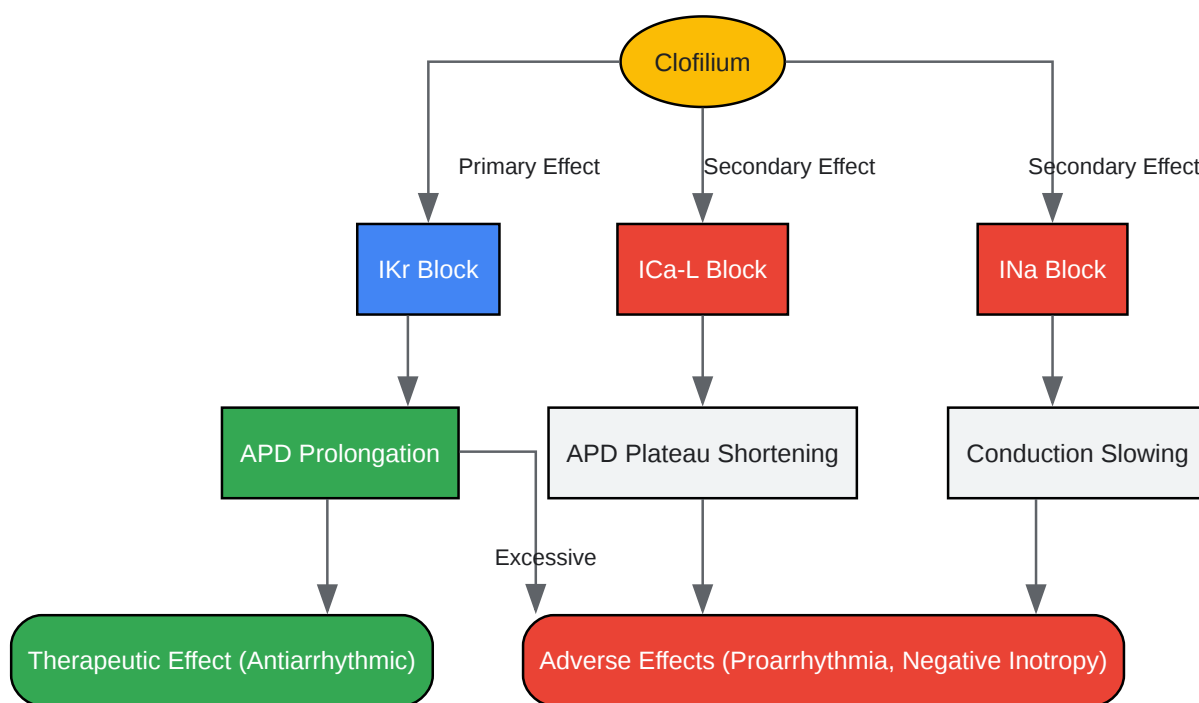 Clofilium
Primary Effect
Secondary Effect
Secondary Effect
IKr Block
ICa-L Block
INa Block
APD Prolongation
APD Plateau Shortening
Conduction Slowing
Excessive
Therapeutic Effect (Antiarrhythmic)
Adverse Effects (Proarrhythmia, Negative Inotropy)